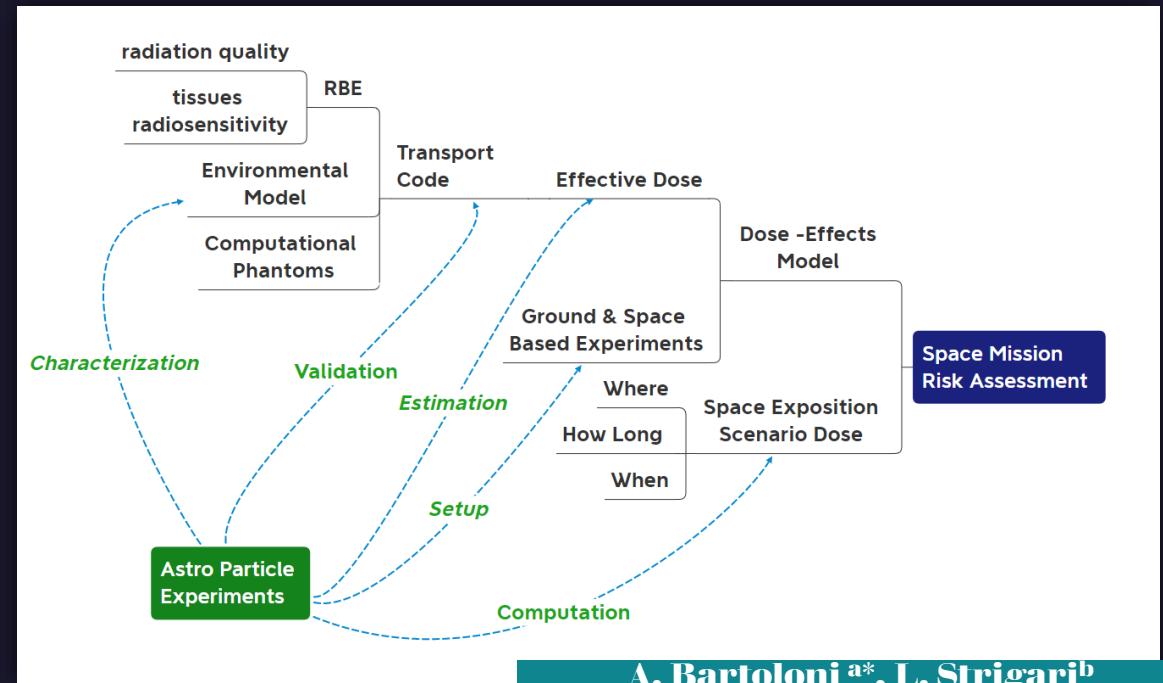 radiation quality
RBE
tissues
radiosensitivity
Transport
Code
Environmental
Model
Effective Dose
Computational
Phantoms
Dose -Effects
Model
Ground & Space
Based Experiments
Characterization
Validation
Estimation
Space Mission
Risk Assessment
Where
How Long
When
Space Exposition
Scenario Dose
Setup
Astro Particle
Experiments
Computation
A. Bartoloni a*, L. Strigari b